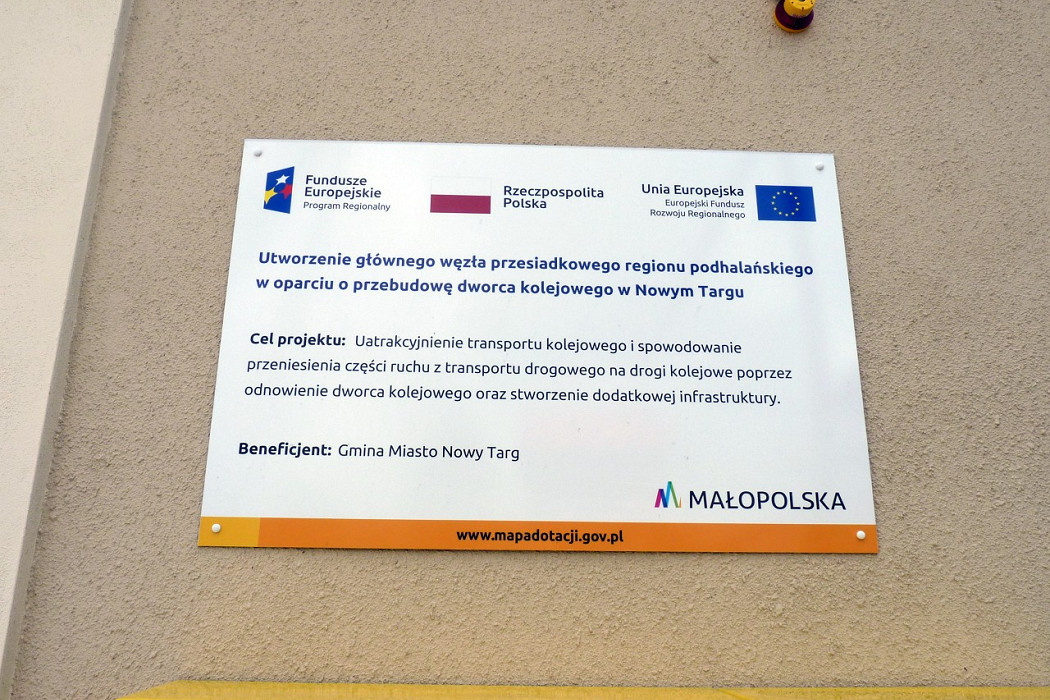 Fundusze
Europejskie
Program Regionalny
Rzeczpospolita
Polska
Unia Europejska
Europejski Fundusz
Rozwoju Regionalnego
Utworzenie głównego węzła przesiadkowego regionu podhalańskiego
w oparciu o przebudowę dworca kolejowego w Nowym Targu
Cel projektu: Uatrakcyjnienie transportu kolejowego i spowodowanie
przeniesienia części ruchu z transportu drogowego na drogi kolejowe poprzez
odnowienie dworca kolejowego oraz stworzenie dodatkowej infrastruktury.
Beneficjent: Gmina Miasto Nowy Targ
MAŁOPOLSKA
www.mapadotacji.gov.pl